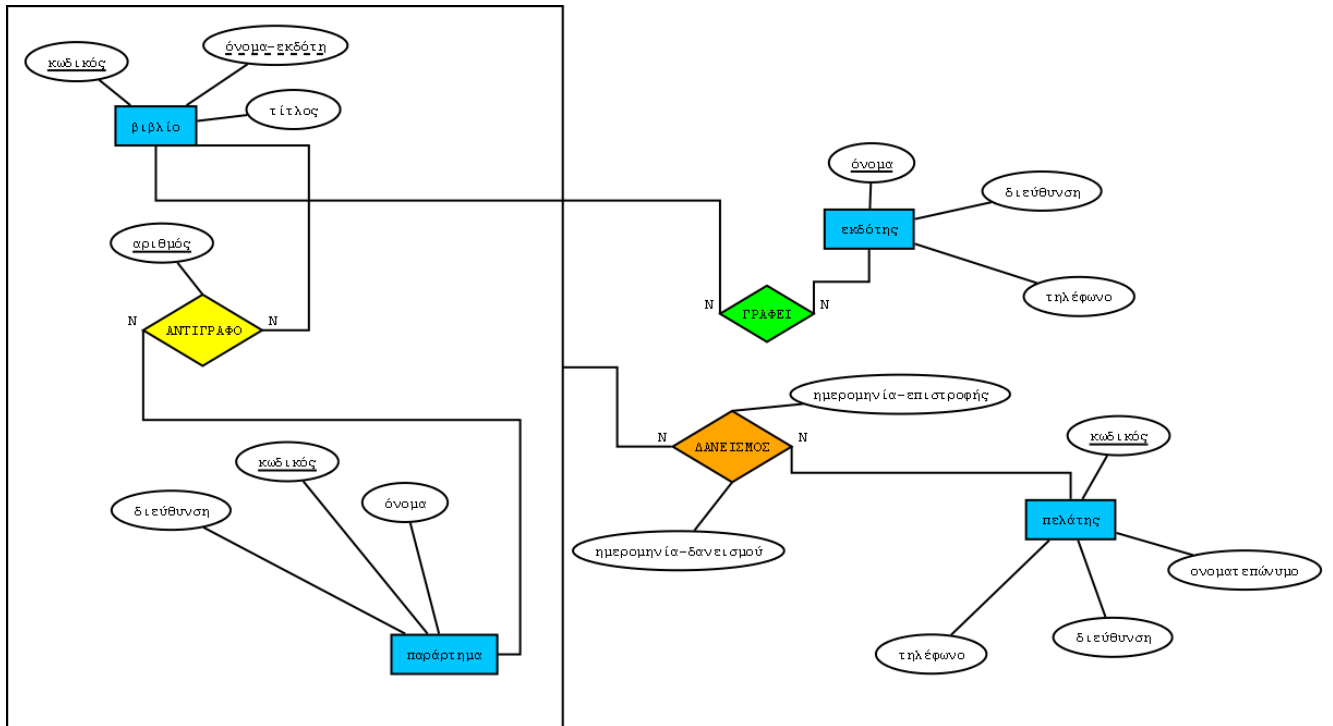 όνομα-εκδότη
κωδικός
τίτλος
βιβλίο
όνομα
διεύθυνση
εκδότης
αριθμός
τηλέφωνο
N
N
ΓΡΑΦΕΙ
N
ΑΝΤΙΓΡΑΦΟ
N
ημερομηνία-επιστροφής
κωδικός
N
ΔΑΝΕΙΣΜΟΣ
N
κωδικός
όνομα
διεύθυνση
πελάτης
ημερομηνία-δανεισμού
ονοματεπώνυμο
διεύθυνση
τηλέφωνο
παράρτημα